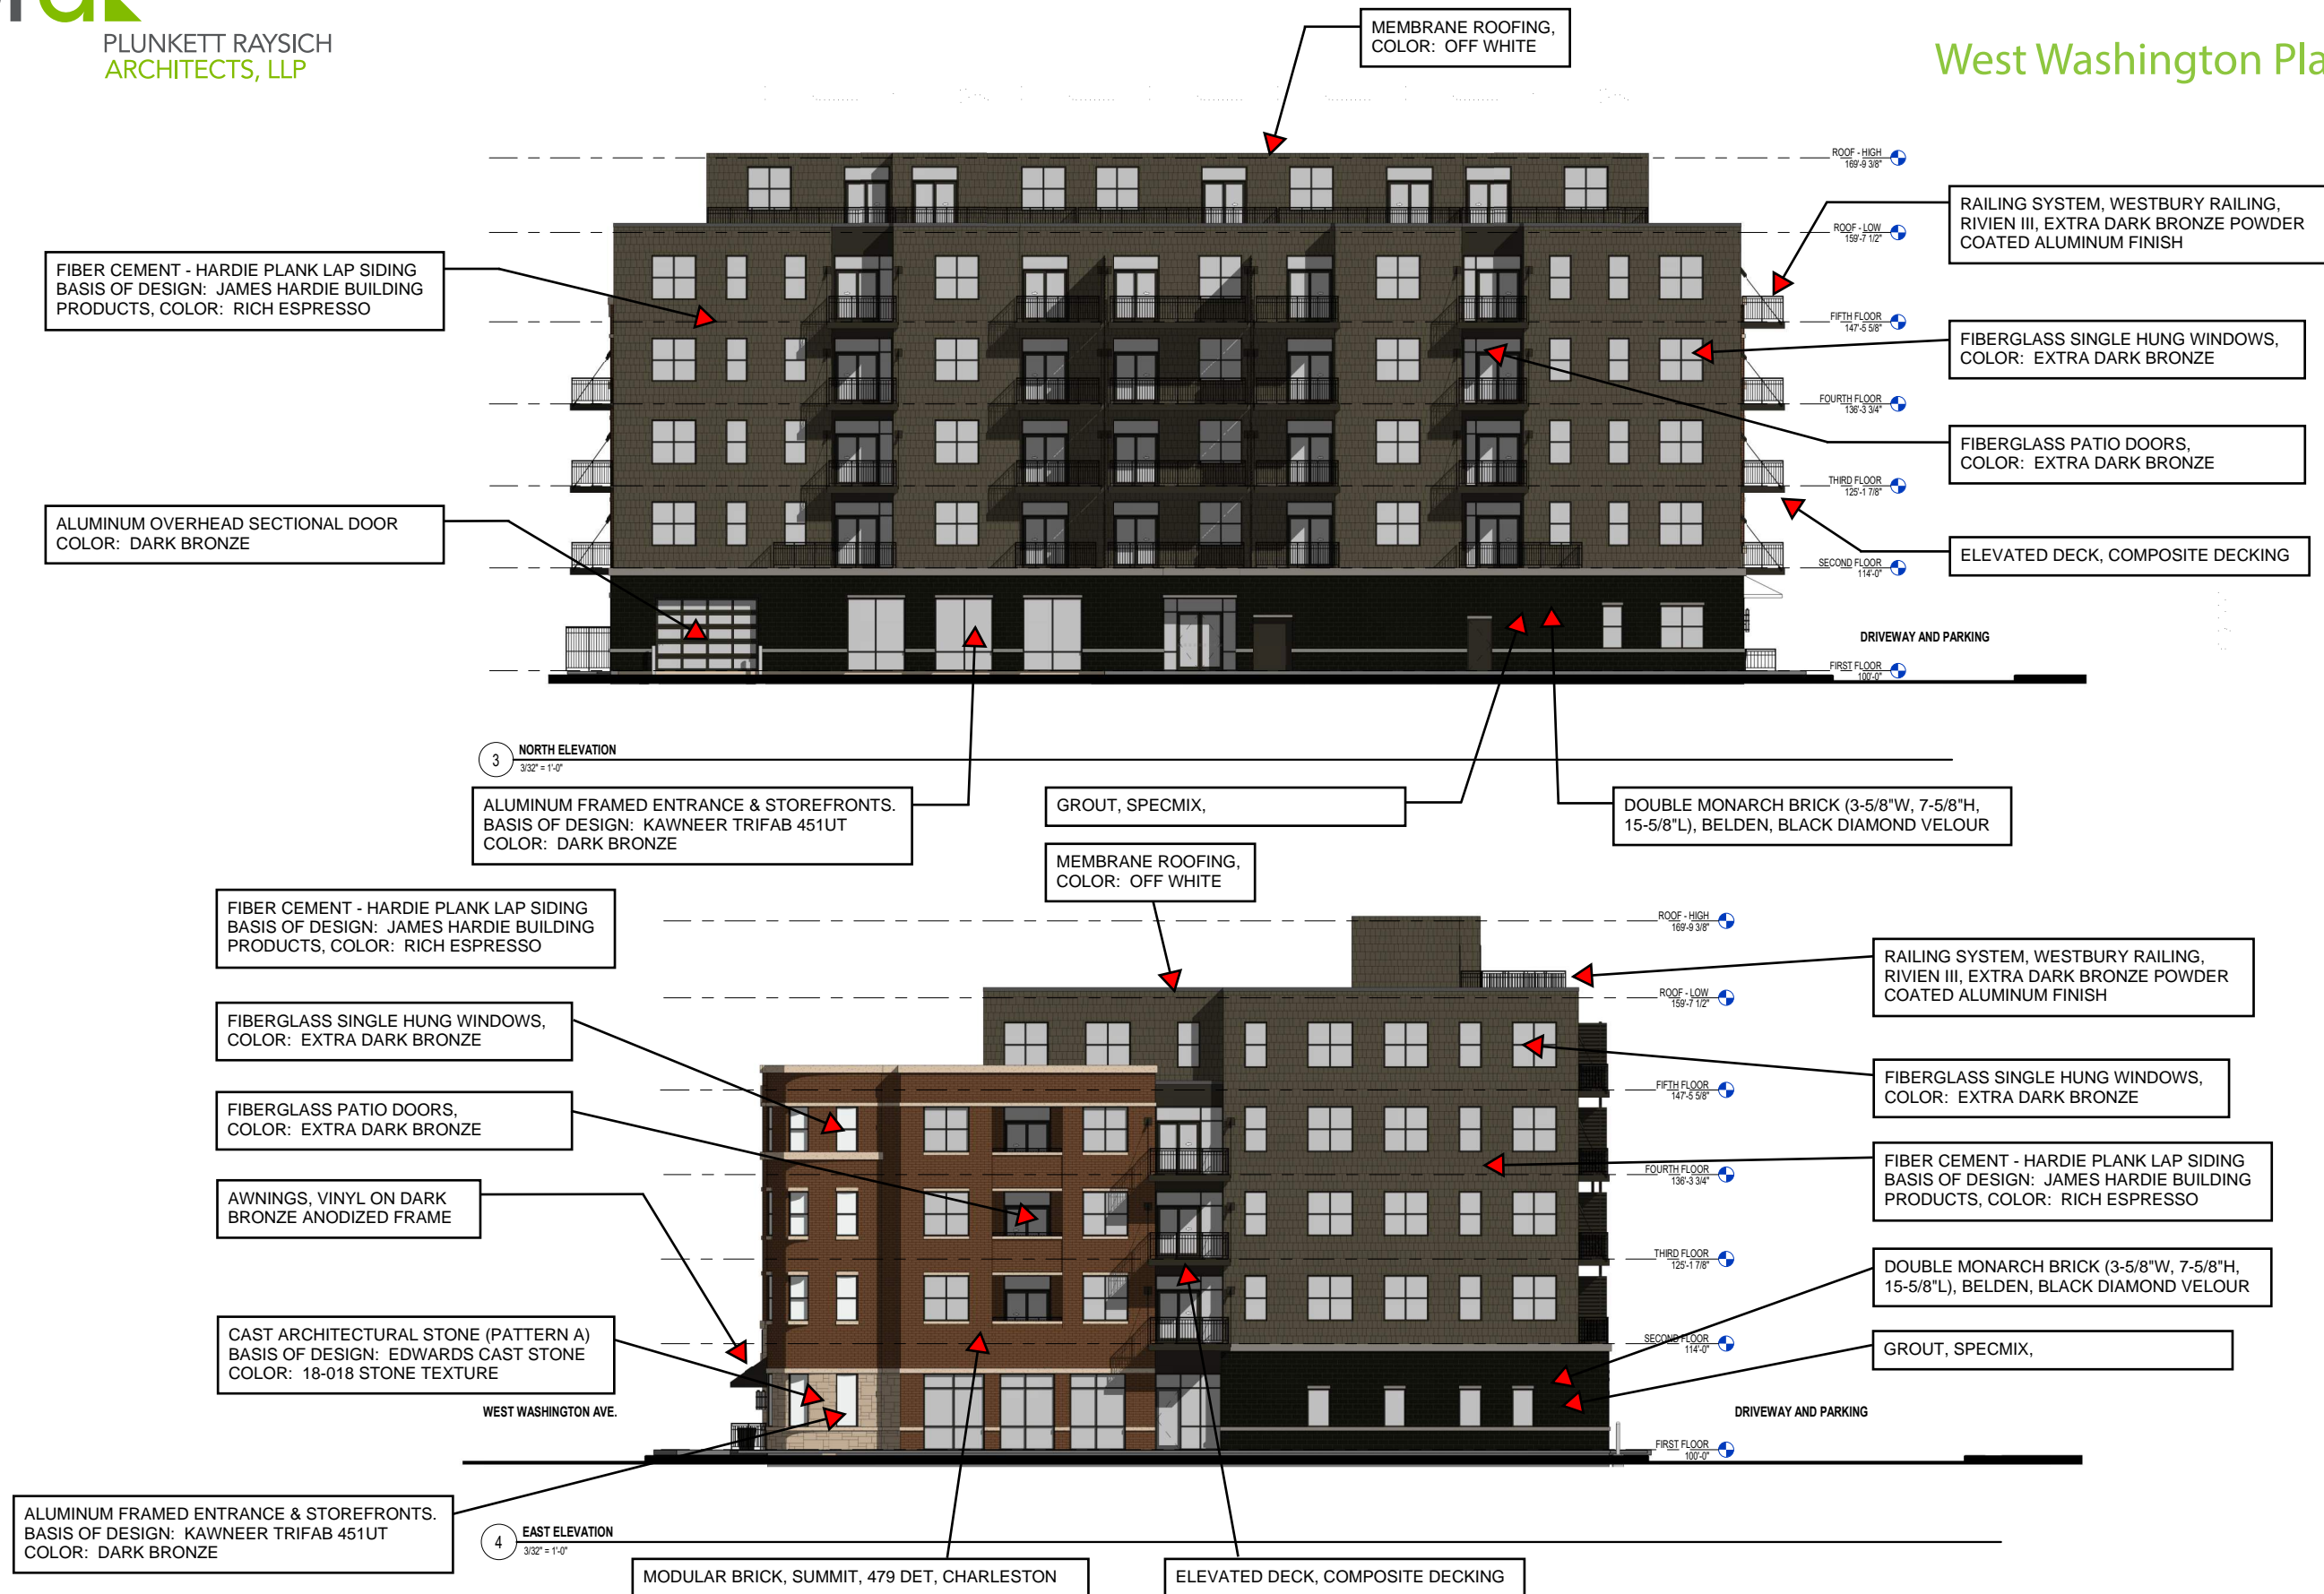 PLUNKETT RAYSICH
ARCHITECTS, LLP
West Washington Pla
MEMBRANE ROOFING,
COLOR: OFF WHITE
ROOF - HIGH
169'-9 3/8"
RAILING SYSTEM, WESTBURY RAILING,
RIVIEN III, EXTRA DARK BRONZE POWDER
COATED ALUMINUM FINISH
ROOF - LOW
159'-7 1/2"
FIBER CEMENT - HARDIE PLANK LAP SIDING
BASIS OF DESIGN: JAMES HARDIE BUILDING
PRODUCTS, COLOR: RICH ESPRESSO
FIFTH FLOOR
147'-5 5/8"
FIBERGLASS SINGLE HUNG WINDOWS,
COLOR: EXTRA DARK BRONZE
FOURTH FLOOR
136'-3 3/4"
FIBERGLASS PATIO DOORS,
COLOR: EXTRA DARK BRONZE
THIRD FLOOR
125'-1 7/8"
ALUMINUM OVERHEAD SECTIONAL DOOR
COLOR: DARK BRONZE
ELEVATED DECK, COMPOSITE DECKING
SECOND FLOOR
114'-0"
DRIVEWAY AND PARKING
FIRST FLOOR
100'-0"
3
NORTH ELEVATION
3/32" = 1'-0"
ALUMINUM FRAMED ENTRANCE & STOREFRONTS.
BASIS OF DESIGN: KAWNEER TRIFAB 451UT
COLOR: DARK BRONZE
GROUT, SPECMIX,
DOUBLE MONARCH BRICK (3-5/8"W, 7-5/8"H,
15-5/8"L), BELDEN, BLACK DIAMOND VELOUR
MEMBRANE ROOFING,
COLOR: OFF WHITE
FIBER CEMENT - HARDIE PLANK LAP SIDING
BASIS OF DESIGN: JAMES HARDIE BUILDING
PRODUCTS, COLOR: RICH ESPRESSO
ROOF - HIGH
169'-9 3/8"
RAILING SYSTEM, WESTBURY RAILING,
RIVIEN III, EXTRA DARK BRONZE POWDER
COATED ALUMINUM FINISH
ROOF - LOW
159'-7 1/2"
FIBERGLASS SINGLE HUNG WINDOWS,
COLOR: EXTRA DARK BRONZE
FIBERGLASS SINGLE HUNG WINDOWS,
COLOR: EXTRA DARK BRONZE
FIFTH FLOOR
147'-5 5/8"
FIBERGLASS PATIO DOORS,
COLOR: EXTRA DARK BRONZE
FIBER CEMENT - HARDIE PLANK LAP SIDING
BASIS OF DESIGN: JAMES HARDIE BUILDING
PRODUCTS, COLOR: RICH ESPRESSO
FOURTH FLOOR
136'-3 3/4"
AWNINGS, VINYL ON DARK
BRONZE ANODIZED FRAME
THIRD FLOOR
125'-1 7/8"
DOUBLE MONARCH BRICK (3-5/8"W, 7-5/8"H,
15-5/8"L), BELDEN, BLACK DIAMOND VELOUR
CAST ARCHITECTURAL STONE (PATTERN A)
BASIS OF DESIGN: EDWARDS CAST STONE
COLOR: 18-018 STONE TEXTURE
SECOND FLOOR
114'-0"
GROUT, SPECMIX,
WEST WASHINGTON AVE.
DRIVEWAY AND PARKING
FIRST FLOOR
100'-0"
ALUMINUM FRAMED ENTRANCE & STOREFRONTS.
BASIS OF DESIGN: KAWNEER TRIFAB 451UT
COLOR: DARK BRONZE
4
EAST ELEVATION
3/32" = 1'-0"
MODULAR BRICK, SUMMIT, 479 DET, CHARLESTON
ELEVATED DECK, COMPOSITE DECKING